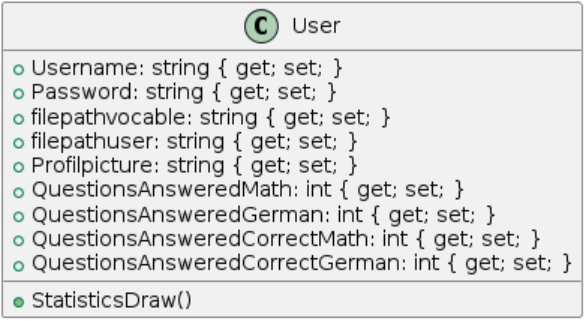 C User
Username: string { get; set; }
Password: string { get; set; }
filepathvocable: string { get; set; }
filepathuser: string { get; set; }
Profilpicture: string { get; set; }
QuestionsAnsweredMath: int { get; set; }
QuestionsAnsweredGerman: int { get; set; }
QuestionsAnsweredCorrectMath: int { get; set; }
QuestionsAnsweredCorrectGerman: int { get; set; }
StatisticsDraw()